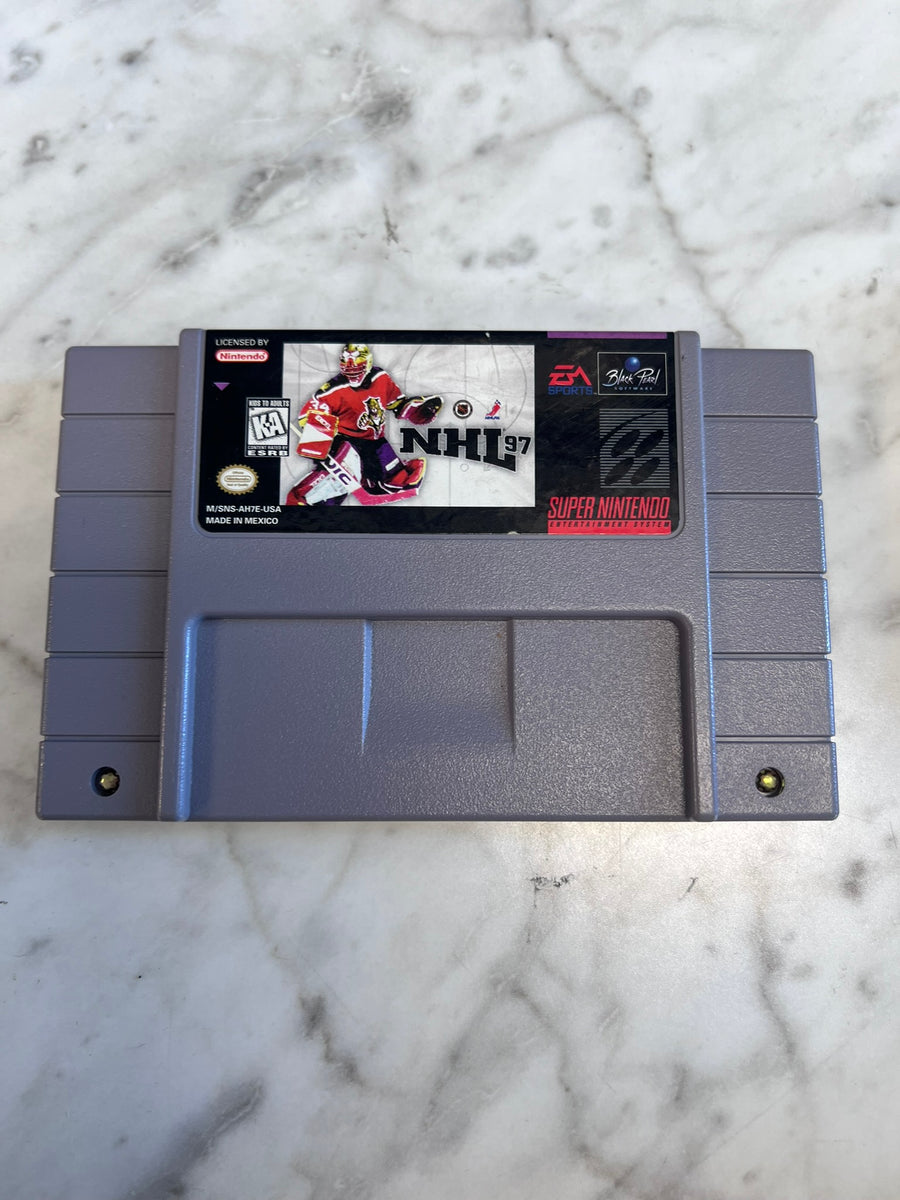 LICENSED BY
Nintendo
KIDS TO ADULTS
K-A
CONTENT RATED BY
ESRB
M/SNS-AH7E-USA
MADE IN MEXICO
NHL 97
EA
SPORTS
Black Pearl
SOFTWARE
SUPER NINTENDO
ENTERTAINMENT SYSTEM